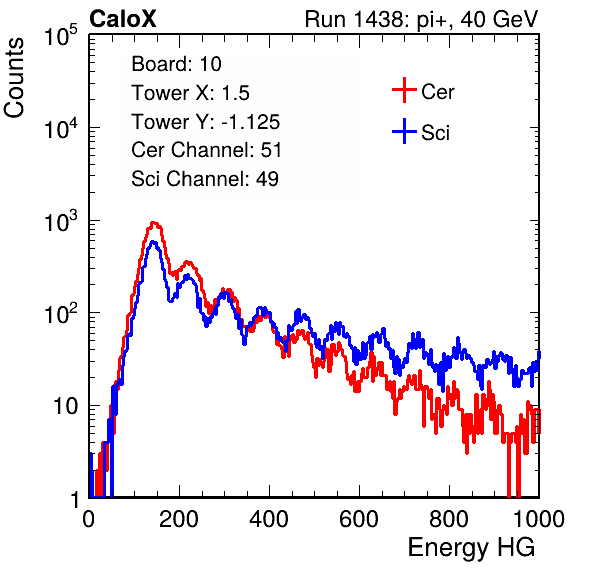 CaloX Run 1438: pi+, 40 GeV
Counts
Board: 10
Tower X: 1.5
Tower Y: -1.125
Cer Channel: 51
Sci Channel: 49
Cer
Sci
10^5
10^4
10^3
10^2
10
1
0 200 400 600 800 1000
Energy HG